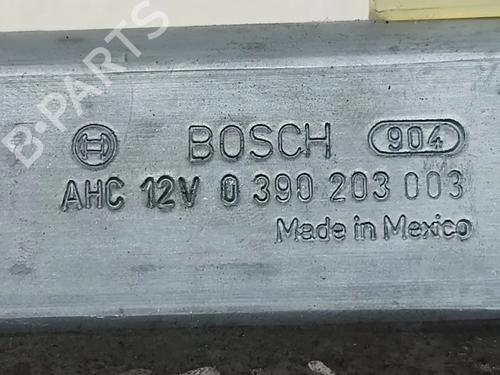 B-PARTS
BOSCH 904
AHC 12V 0 390 203 003
Made in Mexico